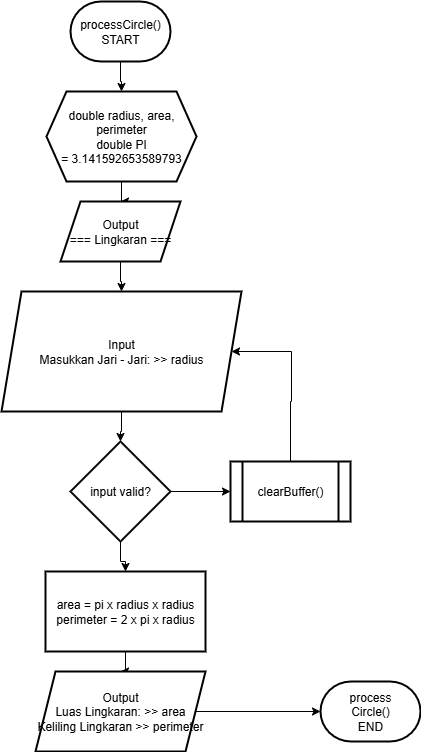 processCircle()
START
double radius, area,
perimeter
double PI
= 3.141592653589793
Output
=== Lingkaran ===
Input
Masukkan Jari - Jari: >> radius
input valid?
clearBuffer()
area = pi x radius x radius
perimeter = 2 x pi x radius
Output
Luas Lingkaran: >> area
Keliling Lingkaran >> perimeter
process
Circle()
END